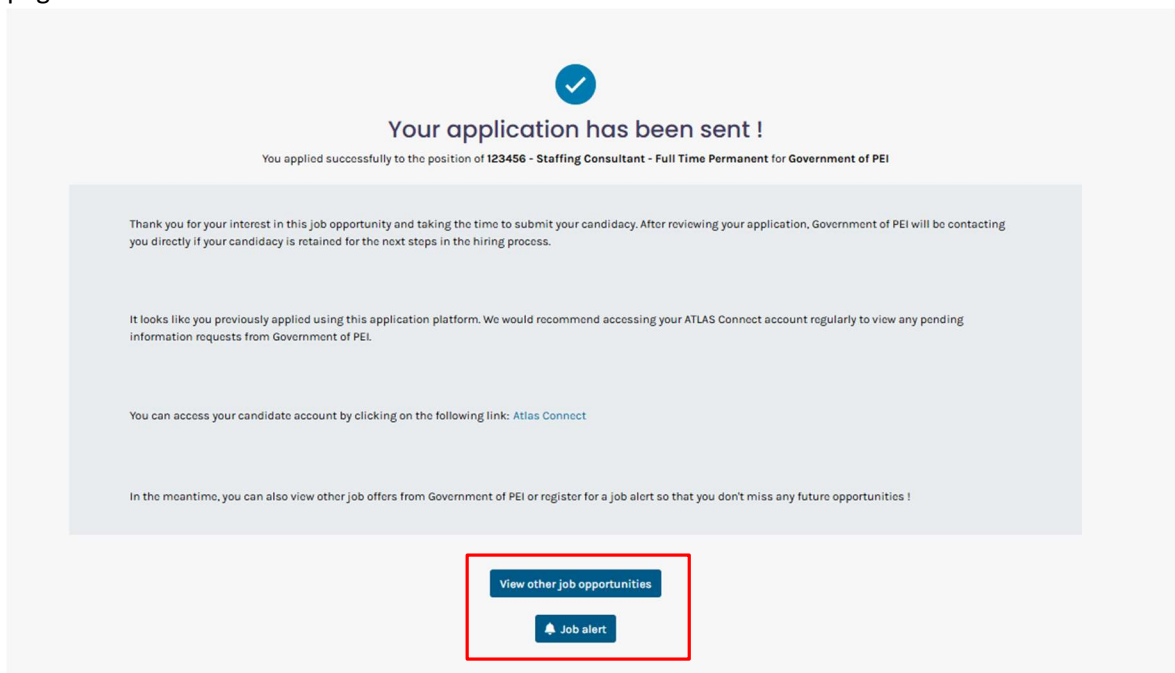 Your application has been sent !
You applied successfully to the position of 123456 - Staffing Consultant - Full Time Permanent for Government of PEI
Thank you for your interest in this job opportunity and taking the time to submit your candidacy. After reviewing your application, Government of PEI will be contacting
you directly if your candidacy is retained for the next steps in the hiring process.
It looks like you previously applied using this application platform. We would recommend accessing your ATLAS Connect account regularly to view any pending
information requests from Government of PEI.
You can access your candidate account by clicking on the following link: Atlas Connect
In the meantime, you can also view other job offers from Government of PEI or register for a job alert so that you don't miss any future opportunities !
View other job opportunities
Job alert